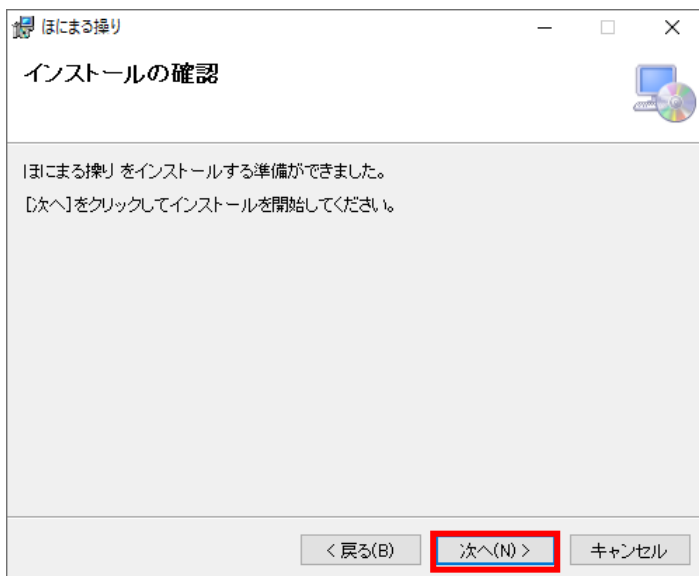 ほにまる操り
インストールの確認
ほにまる操り をインストールする準備ができました。
[次へ]をクリックしてインストールを開始してください。
< 戻る(B)
次へ(N) >
キャンセル